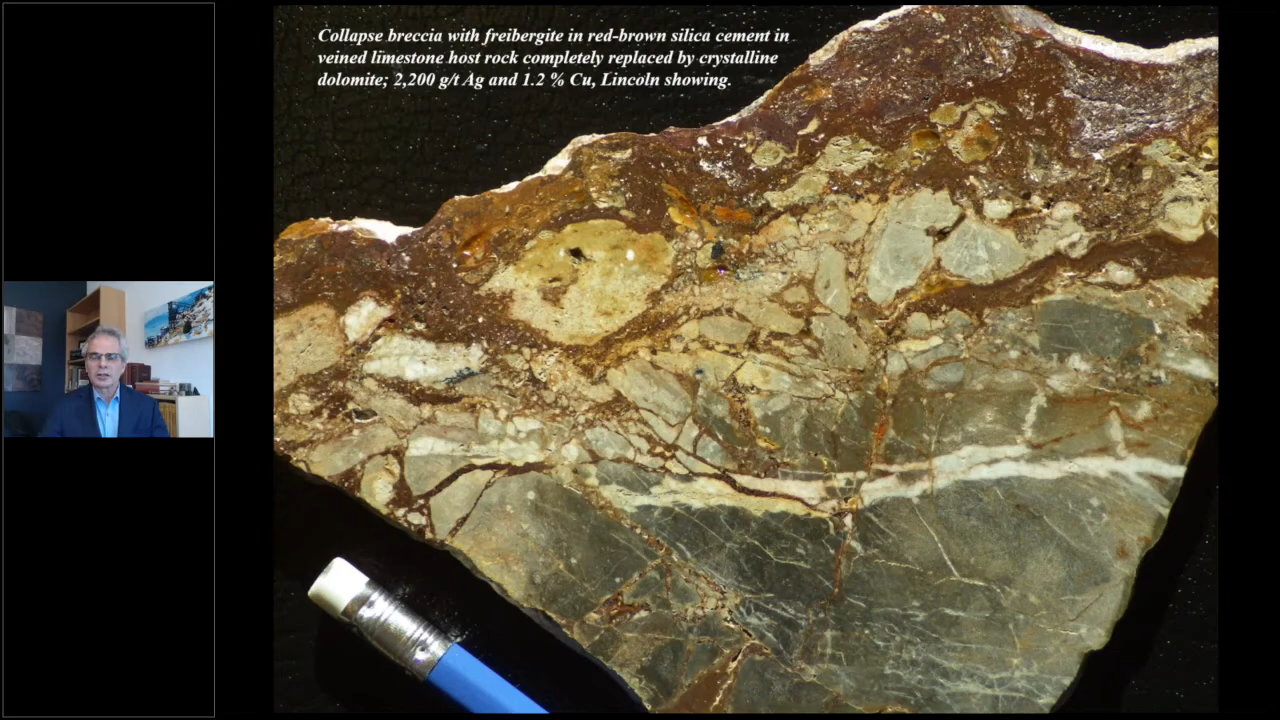 Collapse breccia with freibergite in red-brown silica cement in
veined limestone host rock completely replaced by crystalline
dolomite; 2,200 g/t Ag and 1.2 % Cu, Lincoln showing.